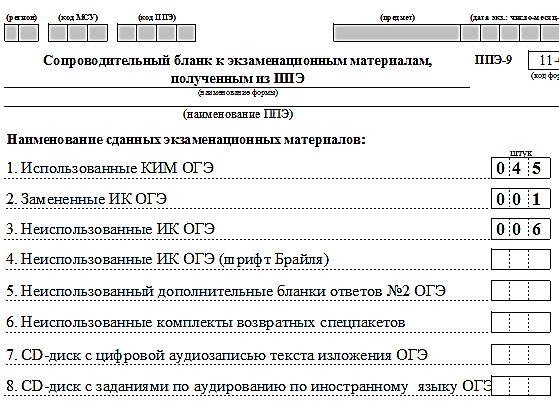 (регион) (код МСУ) (код ППЭ) (предмет) (дата экз.: число-месяц-
Сопроводительный бланк к экзаменационным материалам, ППЭ-9 11-
полученным из ППЭ (код фор
(наименование формы)
(наименование ППЭ)
Наименование сданных экзаменационных материалов:
штук
1. Использованные КИМ ОГЭ 0 4 5
2. Замененные ИК ОГЭ 0 0 1
3. Неиспользованные ИК ОГЭ 0 0 6
4. Неиспользованные ИК ОГЭ (шрифт Брайля)
5. Неиспользованный дополнительные бланки ответов №2 ОГЭ
6. Неиспользованные комплекты возвратных спецпакетов
7. CD-диск с цифровой аудиозаписью текста изложения ОГЭ
8. CD-диск с заданиями по аудированию по иностранному языку ОГЭ